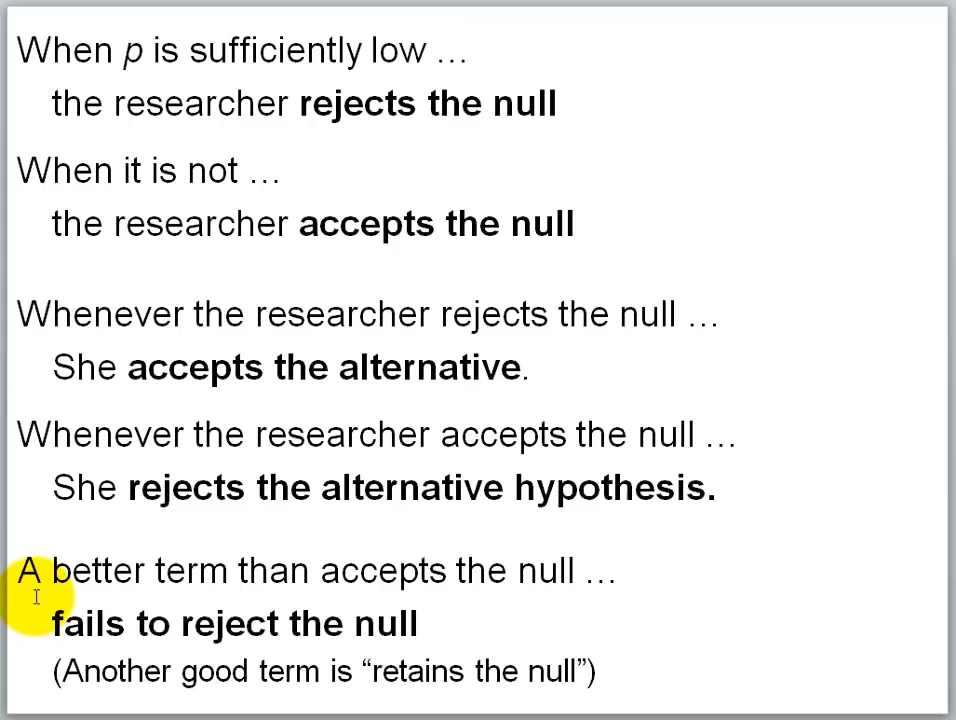 When p is sufficiently low …
the researcher rejects the null
When it is not …
the researcher accepts the null
Whenever the researcher rejects the null …
She accepts the alternative.
Whenever the researcher accepts the null …
She rejects the alternative hypothesis.
A better term than accepts the null …
fails to reject the null
(Another good term is “retains the null”)